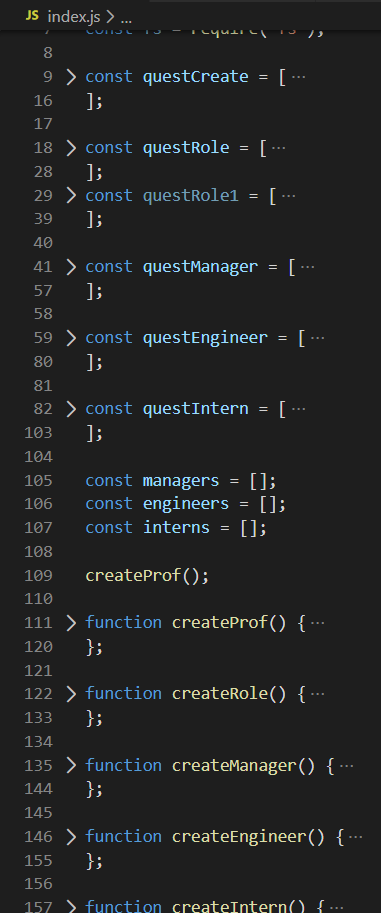 JS index.js > ...
7 const fs = require('fs');
8
9 > const questCreate = [ ...
16 ];
17
18 > const questRole = [ ...
28 ];
29 > const questRole1 = [ ...
39 ];
40
41 > const questManager = [ ...
57 ];
58
59 > const questEngineer = [ ...
80 ];
81
82 > const questIntern = [ ...
103 ];
104
105 const managers = [];
106 const engineers = [];
107 const interns = [];
108
109 createProf();
110
111 > function createProf() { ...
120 };
121
122 > function createRole() { ...
133 };
134
135 > function createManager() { ...
144 };
145
146 > function createEngineer() { ...
155 };
156
157 > function createIntern() { ...